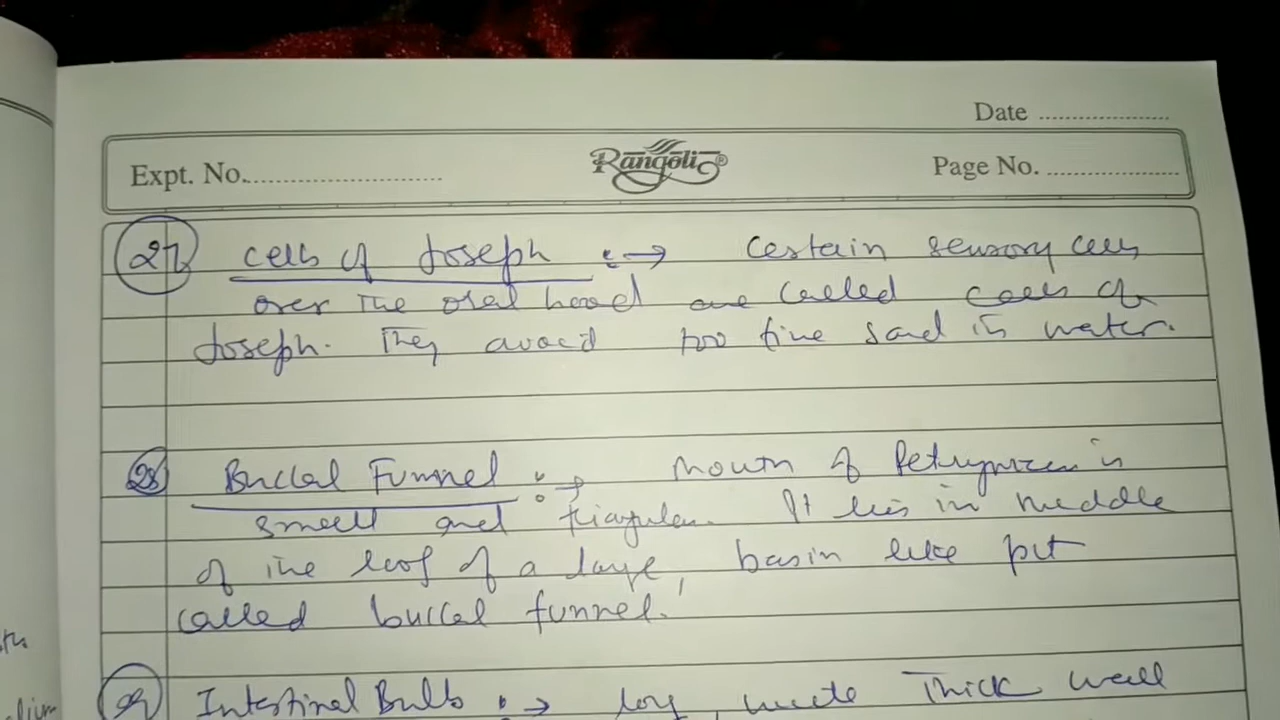 Date ....................
Expt. No............................. Rangoli® Page No. ....................
27 cells of Joseph :→ Certain sensory cells
over The oral hood are called cells of
Joseph. They avoid too fine sand in water.
28 Buccal Funnel :→ Mouth of Petromyzon is
small and triangular. It lies in middle
of the of a large, basin like pit
called buccal funnel.
29 Intestinal Bulb :→ Thick wall